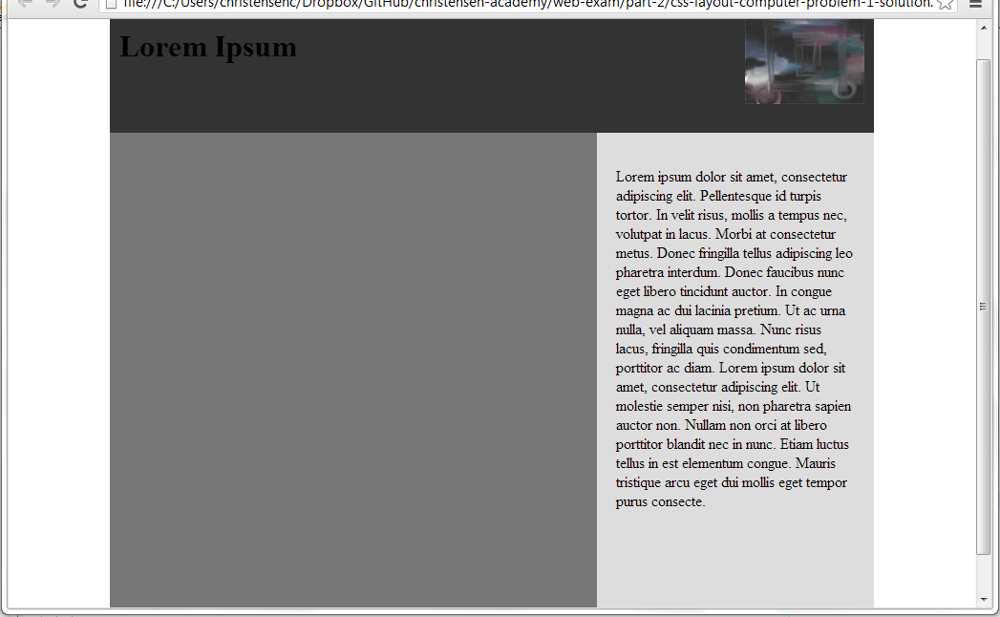 file:///C:/Users/christensenc/Dropbox/GitHub/christensen-academy/web-exam/part-2/css-layout-computer-problem-1-solution.
Lorem Ipsum
Lorem ipsum dolor sit amet, consectetur
adipiscing elit. Pellentesque id turpis
tortor. In velit risus, mollis a tempus nec,
volutpat in lacus. Morbi at consectetur
metus. Donec fringilla tellus adipiscing leo
pharetra interdum. Donec faucibus nunc
eget libero tincidunt auctor. In congue
magna ac dui lacinia pretium. Ut ac urna
nulla, vel aliquam massa. Nunc risus
lacus, fringilla quis condimentum sed,
porttitor ac diam. Lorem ipsum dolor sit
amet, consectetur adipiscing elit. Ut
molestie semper nisi, non pharetra sapien
auctor non. Nullam non orci at libero
porttitor blandit nec in nunc. Etiam luctus
tellus in est elementum congue. Mauris
tristique arcu eget dui mollis eget tempor
purus consecte.